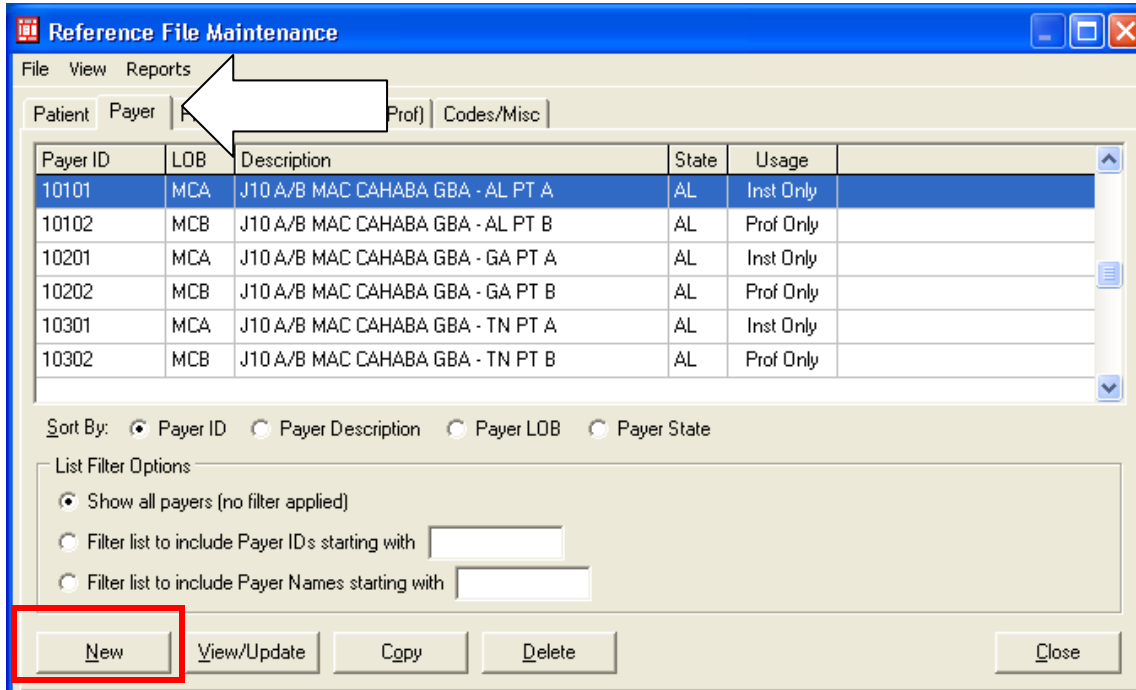 Reference File Maintenance
File View Reports
Patient Payer Prof) Codes/Misc
Payer ID LOB Description State Usage
10101 MCA J10 A/B MAC CAHABA GBA - AL PT A AL Inst Only
10102 MCB J10 A/B MAC CAHABA GBA - AL PT B AL Prof Only
10201 MCA J10 A/B MAC CAHABA GBA - GA PT A AL Inst Only
10202 MCB J10 A/B MAC CAHABA GBA - GA PT B AL Prof Only
10301 MCA J10 A/B MAC CAHABA GBA - TN PT A AL Inst Only
10302 MCB J10 A/B MAC CAHABA GBA - TN PT B AL Prof Only
Sort By: Payer ID Payer Description Payer LOB Payer State
List Filter Options
Show all payers (no filter applied)
Filter list to include Payer IDs starting with
Filter list to include Payer Names starting with
New View/Update Copy Delete Close